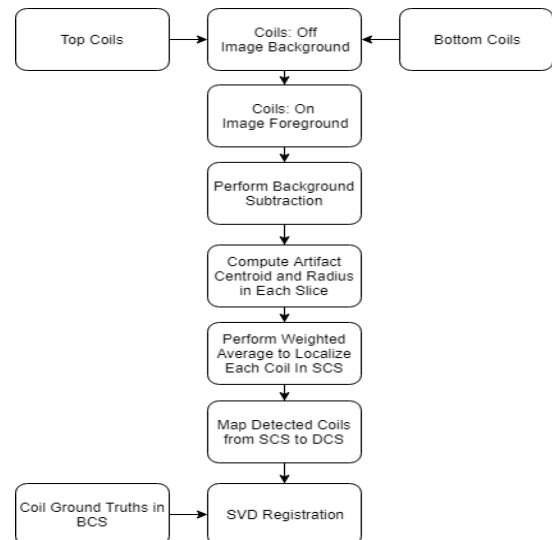 Top Coils
Coils: Off
Image Background
Bottom Coils
Coils: On
Image Foreground
Perform Background
Subtraction
Compute Artifact
Centroid and Radius
in Each Slice
Perform Weighted
Average to Localize
Each Coil In SCS
Map Detected Coils
from SCS to DCS
Coil Ground Truths in
BCS
SVD Registration